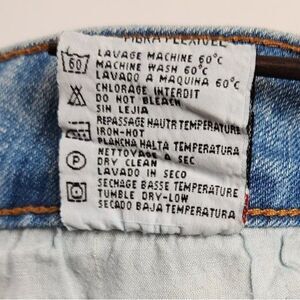 60
LAVAGE MACHINE 60°c
MACHINE WASH 60°c
LAVADO A MAQUINA 60°c
CHLORAGE INTERDIT
DO NOT BLEACH
SIN LEJIA
REPASSAGE HAUTR TEMPERATURE
IRON-HOT
PLANCHA HALTA TEMPERATURA
P
NETTOYAGE A SEC
DRY CLEAN
LAVADO IN SECO
SECHAGE BASSE TEMPERATURE
TUMBLE DRY-LOW
SECADO BAJA TEMPERATURA